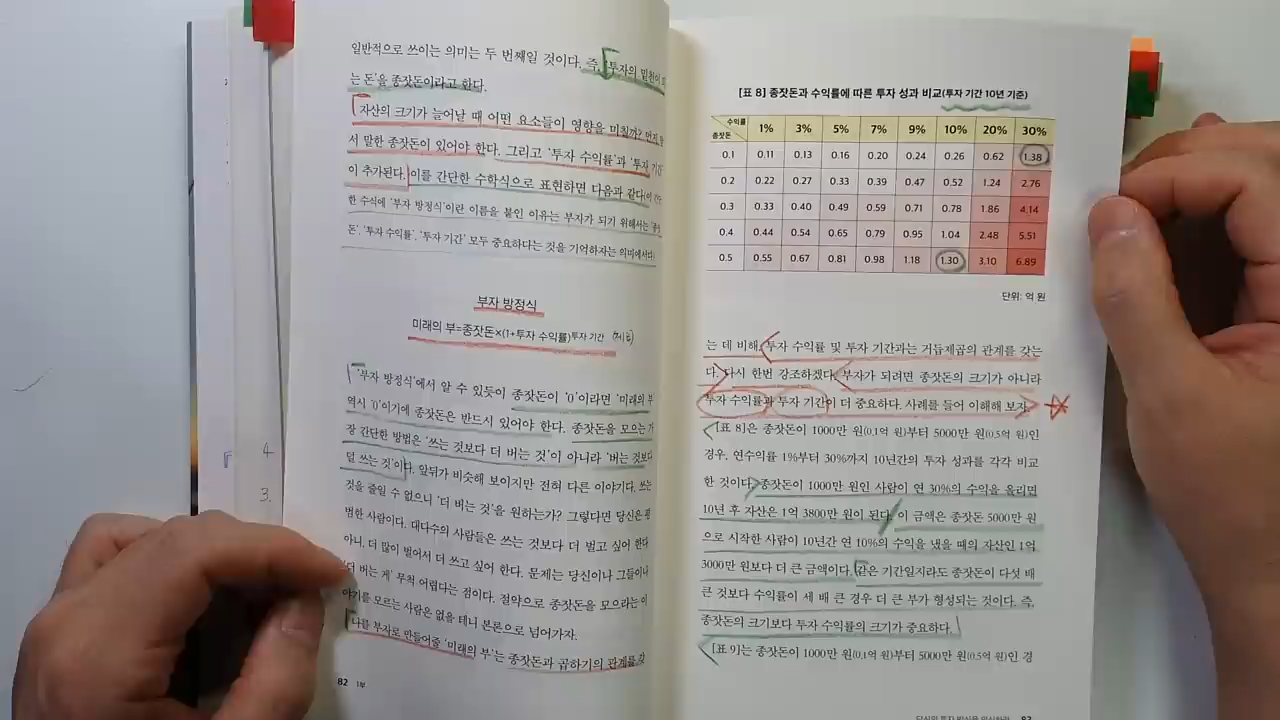 일반적으로 쓰이는 의미는 두 번째일 것이다. 즉, '투자의 밑천이 되
는 돈'을 종잣돈이라고 한다.
자산의 크기가 늘어날 때 어떤 요소들이 영향을 미칠까? 먼저 앞
서 말한 종잣돈이 있어야 한다. 그리고 '투자 수익률'과 '투자 기간'
이 추가된다. 이를 간단한 수학식으로 표현하면 다음과 같다(이 간단
한 수식에 '부자 방정식'이란 이름을 붙인 이유는 부자가 되기 위해서는 '종잣
돈', '투자 수익률', '투자 기간' 모두 중요하다는 것을 기억하자는 의미에서다).
부자 방정식
미래의 부=종잣돈×(1+투자 수익률)투자 기간
'부자 방정식'에서 알 수 있듯이 종잣돈이 '0'이라면 '미래의 부'
역시 '0'이기에 종잣돈은 반드시 있어야 한다. 종잣돈을 모으는 가
장 간단한 방법은 '쓰는 것보다 더 버는 것'이 아니라 '버는 것보다
덜 쓰는 것'이다. 앞뒤가 비슷해 보이지만 전혀 다른 이야기다. 쓰는
것을 줄일 수 없으니 '더 버는 것'을 원하는가? 그렇다면 당신은 평
범한 사람이다. 대다수의 사람들은 쓰는 것보다 더 벌고 싶어 한다.
아니, 더 많이 벌어서 더 쓰고 싶어 한다. 문제는 당신이나 그들이나
'더 버는 게' 무척 어렵다는 점이다. 절약으로 종잣돈을 모으라는 이
야기를 모르는 사람은 없을 테니 본론으로 넘어가자.
나를 부자로 만들어줄 '미래의 부'는 종잣돈과 곱하기의 관계를 갖
82 1부
4
3.
[표 8] 종잣돈과 수익률에 따른 투자 성과 비교(투자 기간 10년 기준)
수익률
종잣돈 1% 3% 5% 7% 9% 10% 20% 30%
0.1 0.11 0.13 0.16 0.20 0.24 0.26 0.62 1.38
0.2 0.22 0.27 0.33 0.39 0.47 0.52 1.24 2.76
0.3 0.33 0.40 0.49 0.59 0.71 0.78 1.86 4.14
0.4 0.44 0.54 0.65 0.79 0.95 1.04 2.48 5.51
0.5 0.55 0.67 0.81 0.98 1.18 1.30 3.10 6.89
단위: 억 원
는 데 비해, 투자 수익률 및 투자 기간과는 거듭제곱의 관계를 갖는
다. 다시 한번 강조하겠다. 부자가 되려면 종잣돈의 크기가 아니라
투자 수익률과 투자 기간이 더 중요하다. 사례를 들어 이해해 보자.
[표 8]은 종잣돈이 1000만 원(0.1억 원)부터 5000만 원(0.5억 원)인
경우, 연수익률 1%부터 30%까지 10년간의 투자 성과를 각각 비교
한 것이다. 종잣돈이 1000만 원인 사람이 연 30%의 수익을 올리면
10년 후 자산은 1억 3800만 원이 된다. 이 금액은 종잣돈 5000만 원
으로 시작한 사람이 10년간 연 10%의 수익을 냈을 때의 자산인 1억
3000만 원보다 더 큰 금액이다. 같은 기간일지라도 종잣돈이 다섯 배
큰 것보다 수익률이 세 배 큰 경우 더 큰 부가 형성되는 것이다. 즉,
종잣돈의 크기보다 투자 수익률의 크기가 중요하다.
[표 9]는 종잣돈이 1000만 원(0.1억 원)부터 5000만 원(0.5억 원)인 경